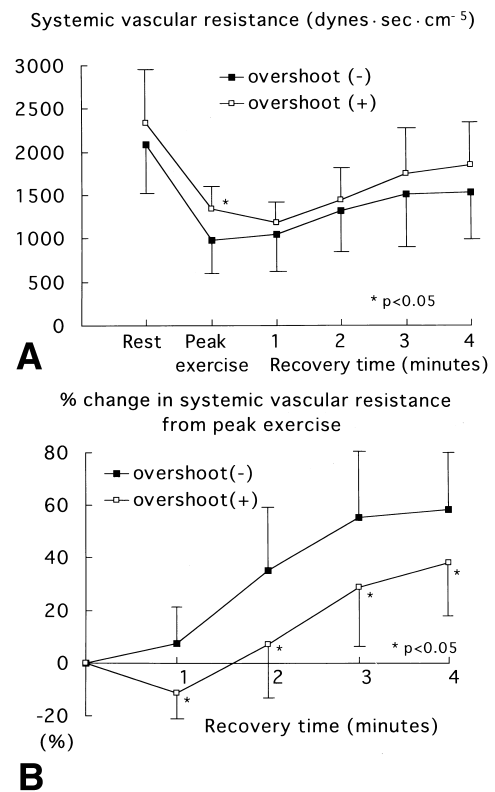 Systemic vascular resistance (dynes·sec·cm⁻⁵)
3000
2500
2000
1500
1000
500
0
overshoot (-)
overshoot (+)
*
* p<0.05
Rest Peak exercise 1 2 3 4
Recovery time (minutes)
A
% change in systemic vascular resistance
from peak exercise
80
60
40
20
0
-20
(%)
overshoot(-)
overshoot(+)
*
*
*
*
* p<0.05
1 2 3 4
Recovery time (minutes)
B